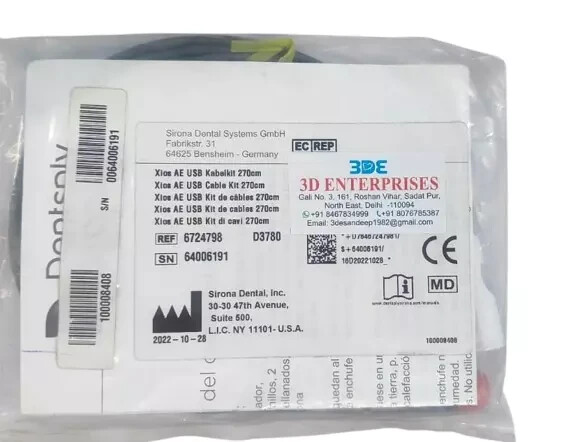 Dentsply
S/N
0064006191
100008408
Sirona Dental Systems GmbH
Fabrikstr. 31
64625 Bensheim - Germany
EC REP
Xios AE USB Kabelkit 270cm
Xios AE USB Cable Kit 270cm
Xios AE USB Kit de câbles 270cm
Xios AE USB Kit de cables 270cm
Xios AE USB Kit di cavi 270cm
REF 6724798 D3780
SN 64006191
3DE
3D ENTERPRISES
Gali No. 3, 161, Roshan Vihar, Sadat Pur,
North East, Delhi -110094
+91 8467834999 +91 8076785387
Email: 3desandeep1982@gmail.com
$+64006191/
16D20221028
MD
Sirona Dental, Inc.
30-30 47th Avenue,
Suite 500,
L.I.C. NY 11101- U.S.A.
2022-10-28
100008408
del